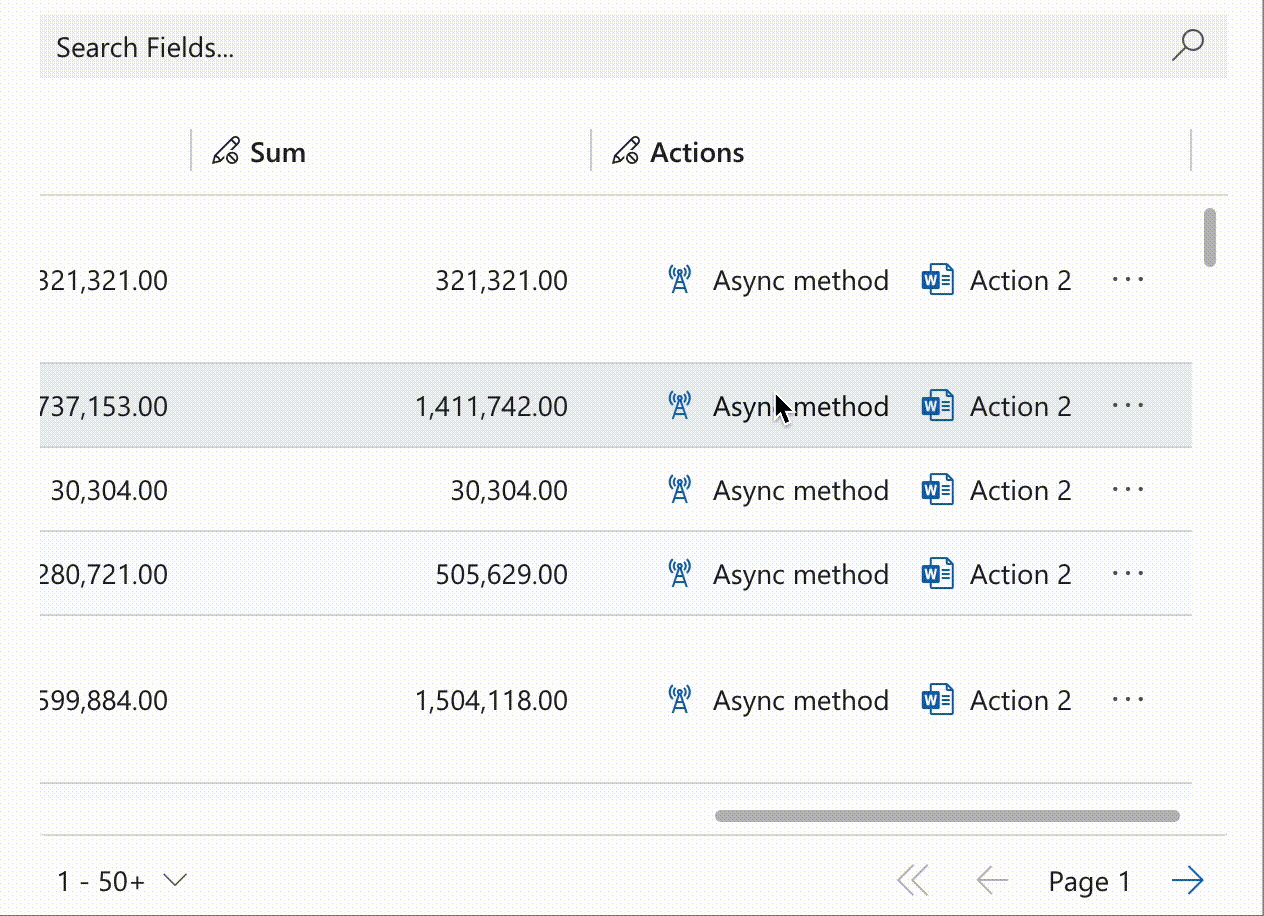 Search Fields...
Sum Actions
321,321.00 321,321.00 Async method Action 2 ...
737,153.00 1,411,742.00 Async method Action 2 ...
30,304.00 30,304.00 Async method Action 2 ...
280,721.00 505,629.00 Async method Action 2 ...
599,884.00 1,504,118.00 Async method Action 2 ...
1 - 50+ Page 1